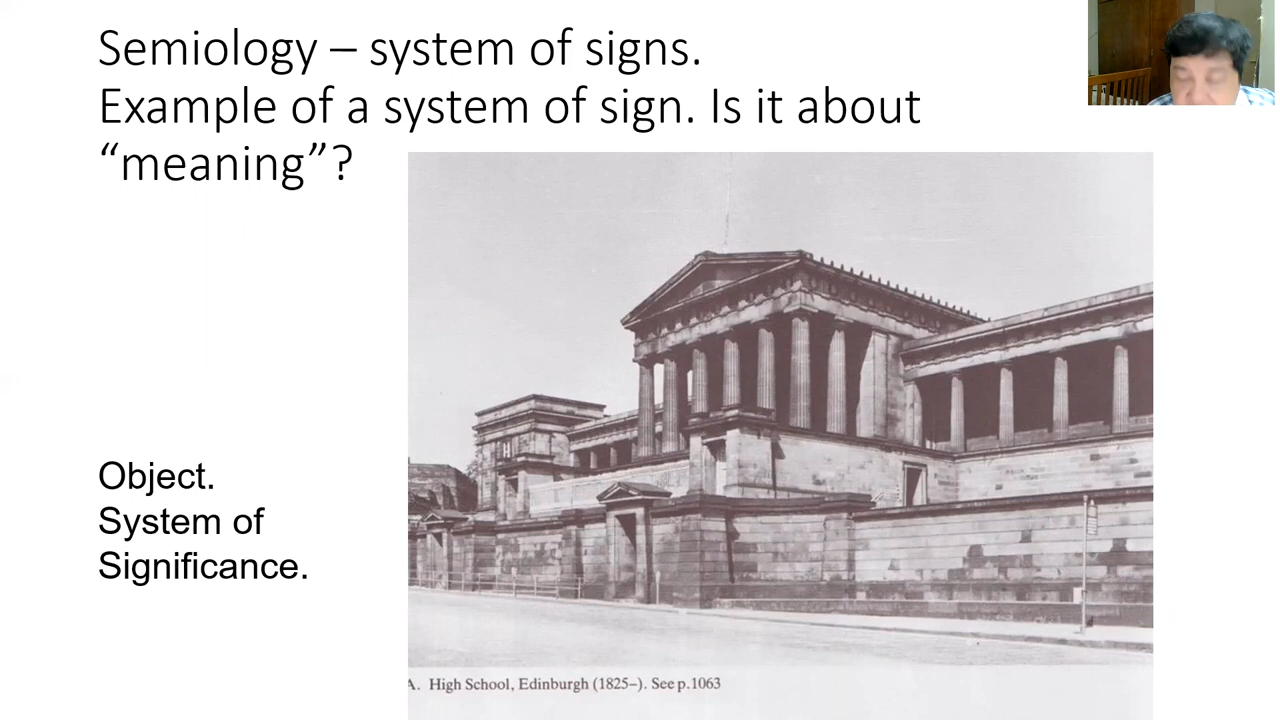 Semiology – system of signs.
Example of a system of sign. Is it about
“meaning”?
Object.
System of
Significance.
A. High School, Edinburgh (1825–). See p.1063